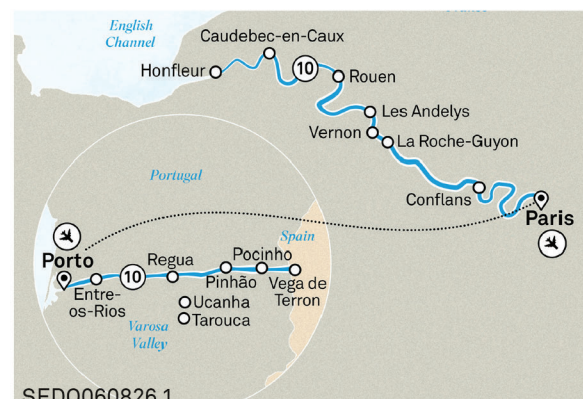 English
Channel
Caudebec-en-Caux
Honfleur
10
Rouen
Les Andelys
Vernon
La Roche-Guyon
Portugal
Conflans
Paris
Spain
Porto
Regua
Pocinho
10
Pinhão
Vega de
Terron
Entre-
os-Rios
Ucanha
Tarouca
Varosa
Valley
SEDO060826.1